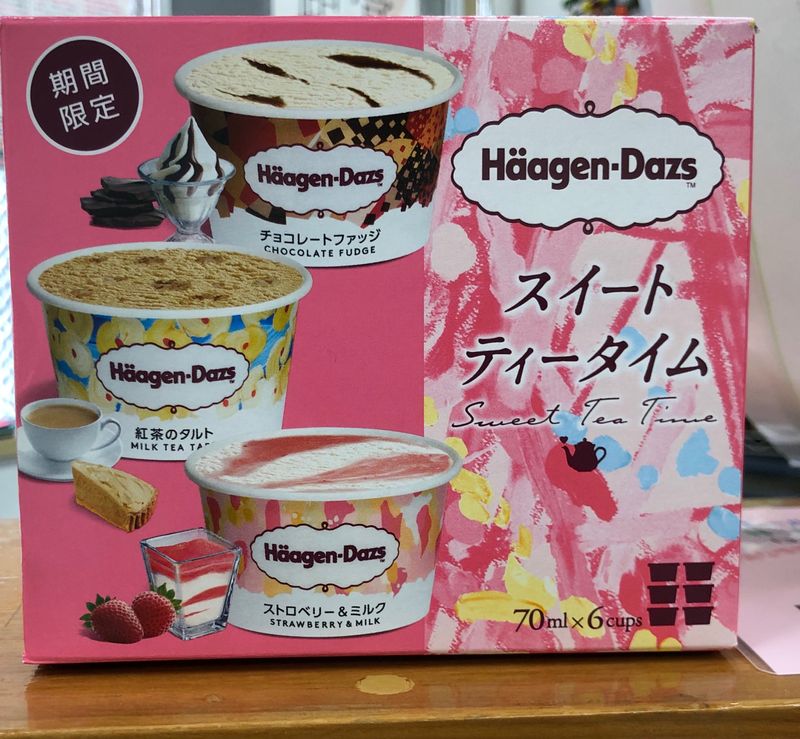 期間
限定
Häagen-Dazs
チョコレートファッジ
CHOCOLATE FUDGE
Häagen-Dazs
紅茶のタルト
MILK TEA TA
Häagen-Dazs
ストロベリー&ミルク
STRAWBERRY & MILK
Häagen-Dazs
TM
スイート
ティータイム
Sweet Tea Time
70ml×6cups